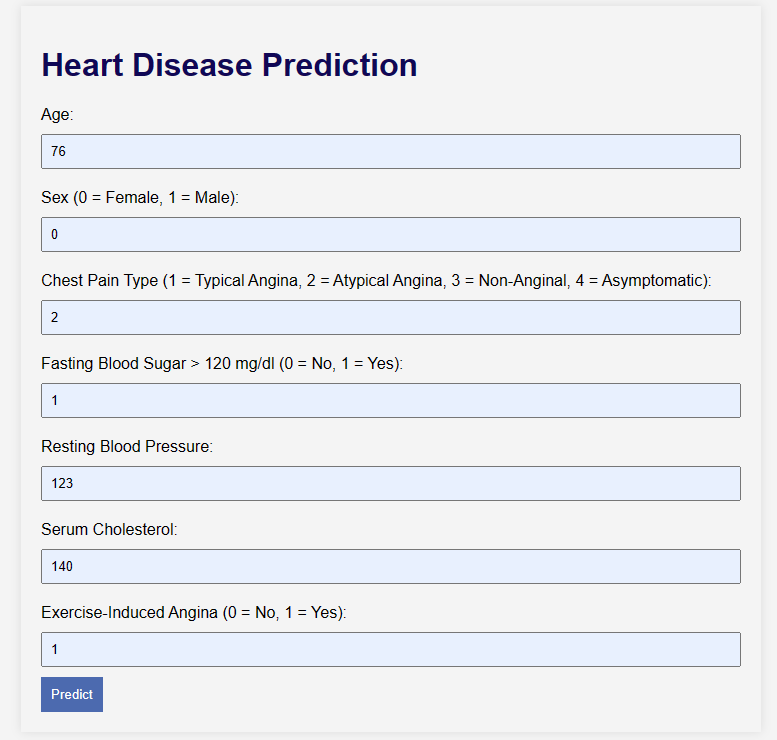 Heart Disease Prediction
Age:
76
Sex (0 = Female, 1 = Male):
0
Chest Pain Type (1 = Typical Angina, 2 = Atypical Angina, 3 = Non-Anginal, 4 = Asymptomatic):
2
Fasting Blood Sugar > 120 mg/dl (0 = No, 1 = Yes):
1
Resting Blood Pressure:
123
Serum Cholesterol:
140
Exercise-Induced Angina (0 = No, 1 = Yes):
1
Predict